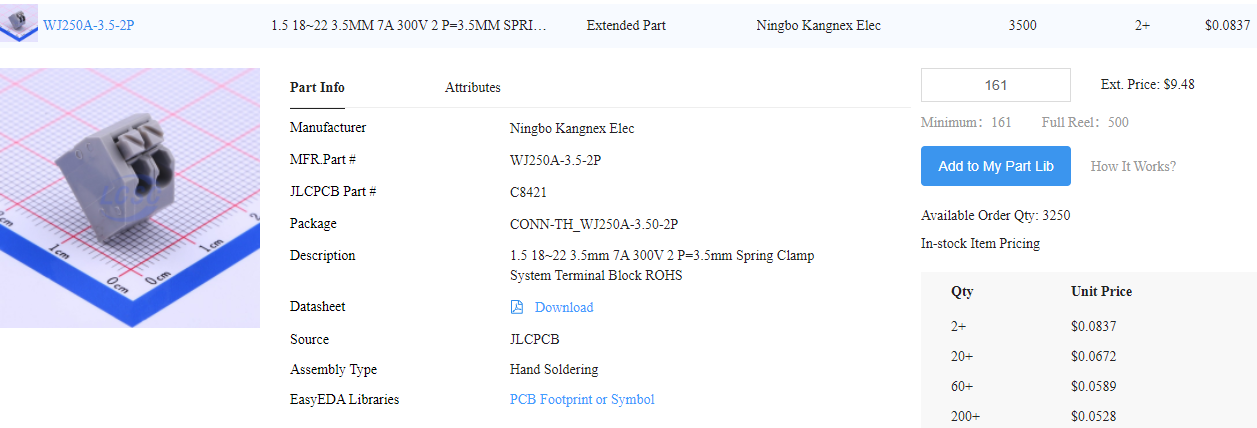 WJ250A-3.5-2P 1.5 18~22 3.5MM 7A 300V 2 P=3.5MM SPRI... Extended Part Ningbo Kangnex Elec 3500 2+ $0.0837
Part Info Attributes
Manufacturer Ningbo Kangnex Elec
MFR.Part # WJ250A-3.5-2P
JLCPCB Part # C8421
Package CONN-TH_WJ250A-3.50-2P
Description 1.5 18~22 3.5mm 7A 300V 2 P=3.5mm Spring Clamp
System Terminal Block ROHS
Datasheet Download
Source JLCPCB
Assembly Type Hand Soldering
EasyEDA Libraries PCB Footprint or Symbol
161 Ext. Price: $9.48
Minimum: 161 Full Reel: 500
Add to My Part Lib How It Works?
Available Order Qty: 3250
In-stock Item Pricing
Qty Unit Price
2+ $0.0837
20+ $0.0672
60+ $0.0589
200+ $0.0528
1cm
0cm
0cm
1cm